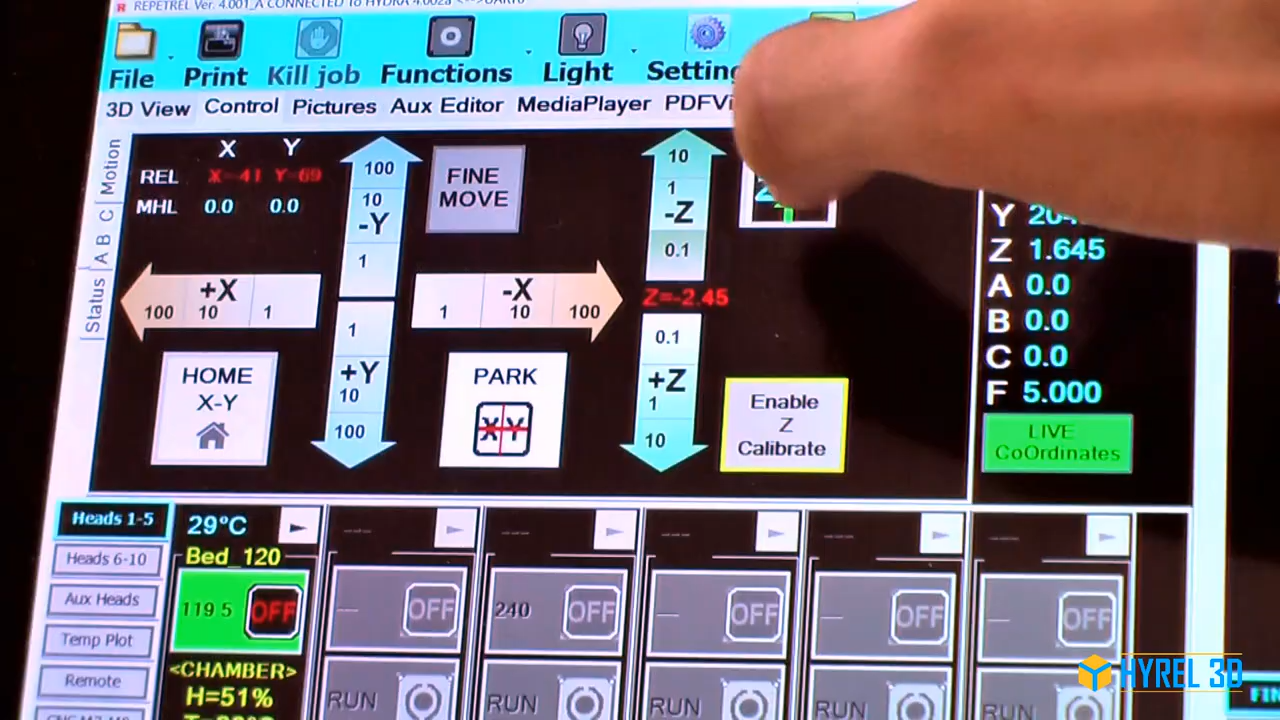 REPETREL Ver. 4.001_A CONNECTED To HYDRA 4.002a <-->UART0
File Print Kill job Functions Light
3D View Control Pictures Aux Editor MediaPlayer
Motion
A B C
Status
X Y
REL X=41 Y=69
MHL 0.0 0.0
100
10
-Y
1
FINE
MOVE
10
1
-Z
0.1
Z=-2.45
+X
100 10 1
-X
1 10 100
1
+Y
10
100
0.1
+Z
1
10
HOME
X-Y
PARK
XY
Enable
Z
Calibrate
Y
Z 1.645
A 0.0
B 0.0
C 0.0
F 5.000
LIVE
CoOrdinates
Heads 1-5
Heads 6-10
Aux Heads
Temp Plot
Remote
29°C
Bed_120
119 5 OFF
<CHAMBER>
H=51%
--- OFF
240 OFF
--- OFF
--- OFF
--- OFF
RUN RUN RUN RUN RUN
HYREL 3D